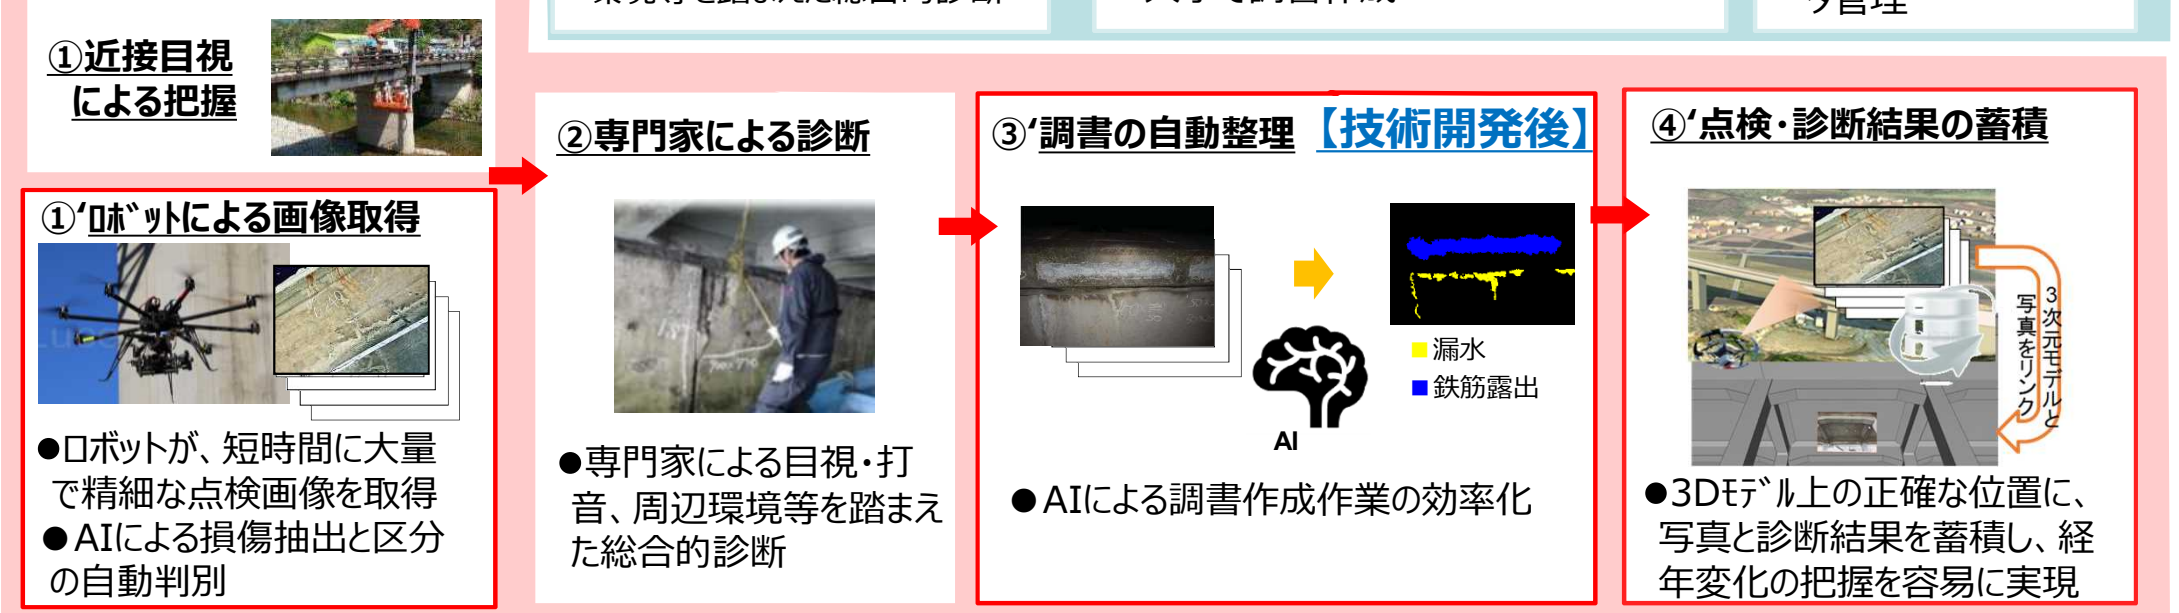 ①近接目視
による把握
①‘ﾛﾎﾞｯﾄによる画像取得
●ロボットが、短時間に大量
で精細な点検画像を取得
●AIによる損傷抽出と区分
の自動判別
②専門家による診断
●専門家による目視・打
音、周辺環境等を踏まえ
た総合的診断
③‘調書の自動整理【技術開発後】
漏水
鉄筋露出
AI
●AIによる調書作成作業の効率化
④‘点検・診断結果の蓄積
3次元モデルと
写真をリンク
●3Dﾓﾃﾞﾙ上の正確な位置に、
写真と診断結果を蓄積し、経
年変化の把握を容易に実現